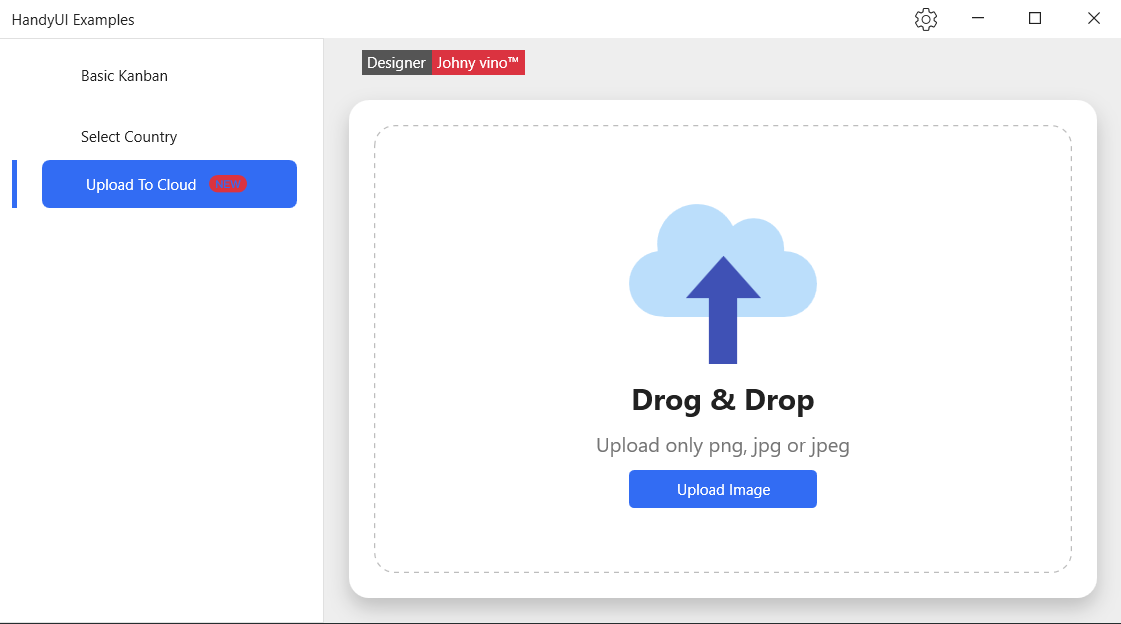 HandyUI Examples
Basic Kanban
Select Country
Upload To Cloud
Designer Johny vino™
Drog & Drop
Upload only png, jpg or jpeg
Upload Image